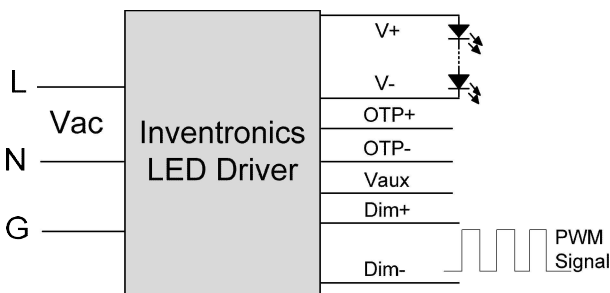 L
Vac
N
G
Inventronics
LED Driver
V+
V-
OTP+
OTP-
Vaux
Dim+
Dim-
PWM
Signal